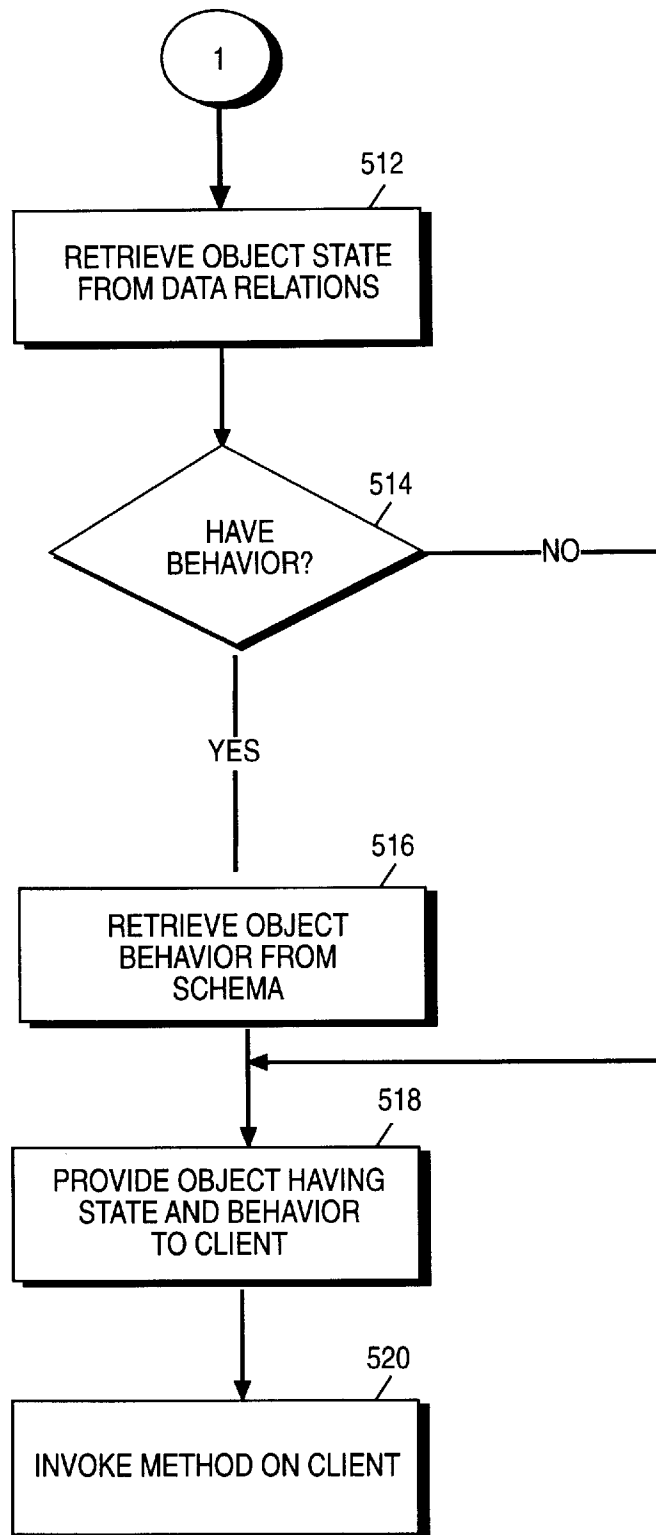 1
512
RETRIEVE OBJECT STATE
FROM DATA RELATIONS
514
HAVE
BEHAVIOR?
NO
YES
516
RETRIEVE OBJECT
BEHAVIOR FROM
SCHEMA
518
PROVIDE OBJECT HAVING
STATE AND BEHAVIOR
TO CLIENT
520
INVOKE METHOD ON CLIENT